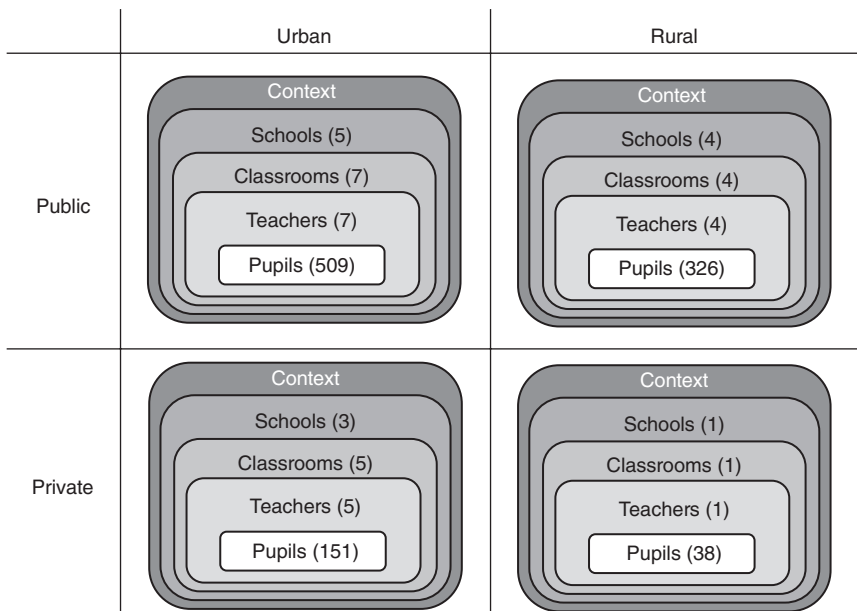 Urban
Rural
Public
Context
Schools (5)
Classrooms (7)
Teachers (7)
Pupils (509)
Context
Schools (4)
Classrooms (4)
Teachers (4)
Pupils (326)
Private
Context
Schools (3)
Classrooms (5)
Teachers (5)
Pupils (151)
Context
Schools (1)
Classrooms (1)
Teachers (1)
Pupils (38)